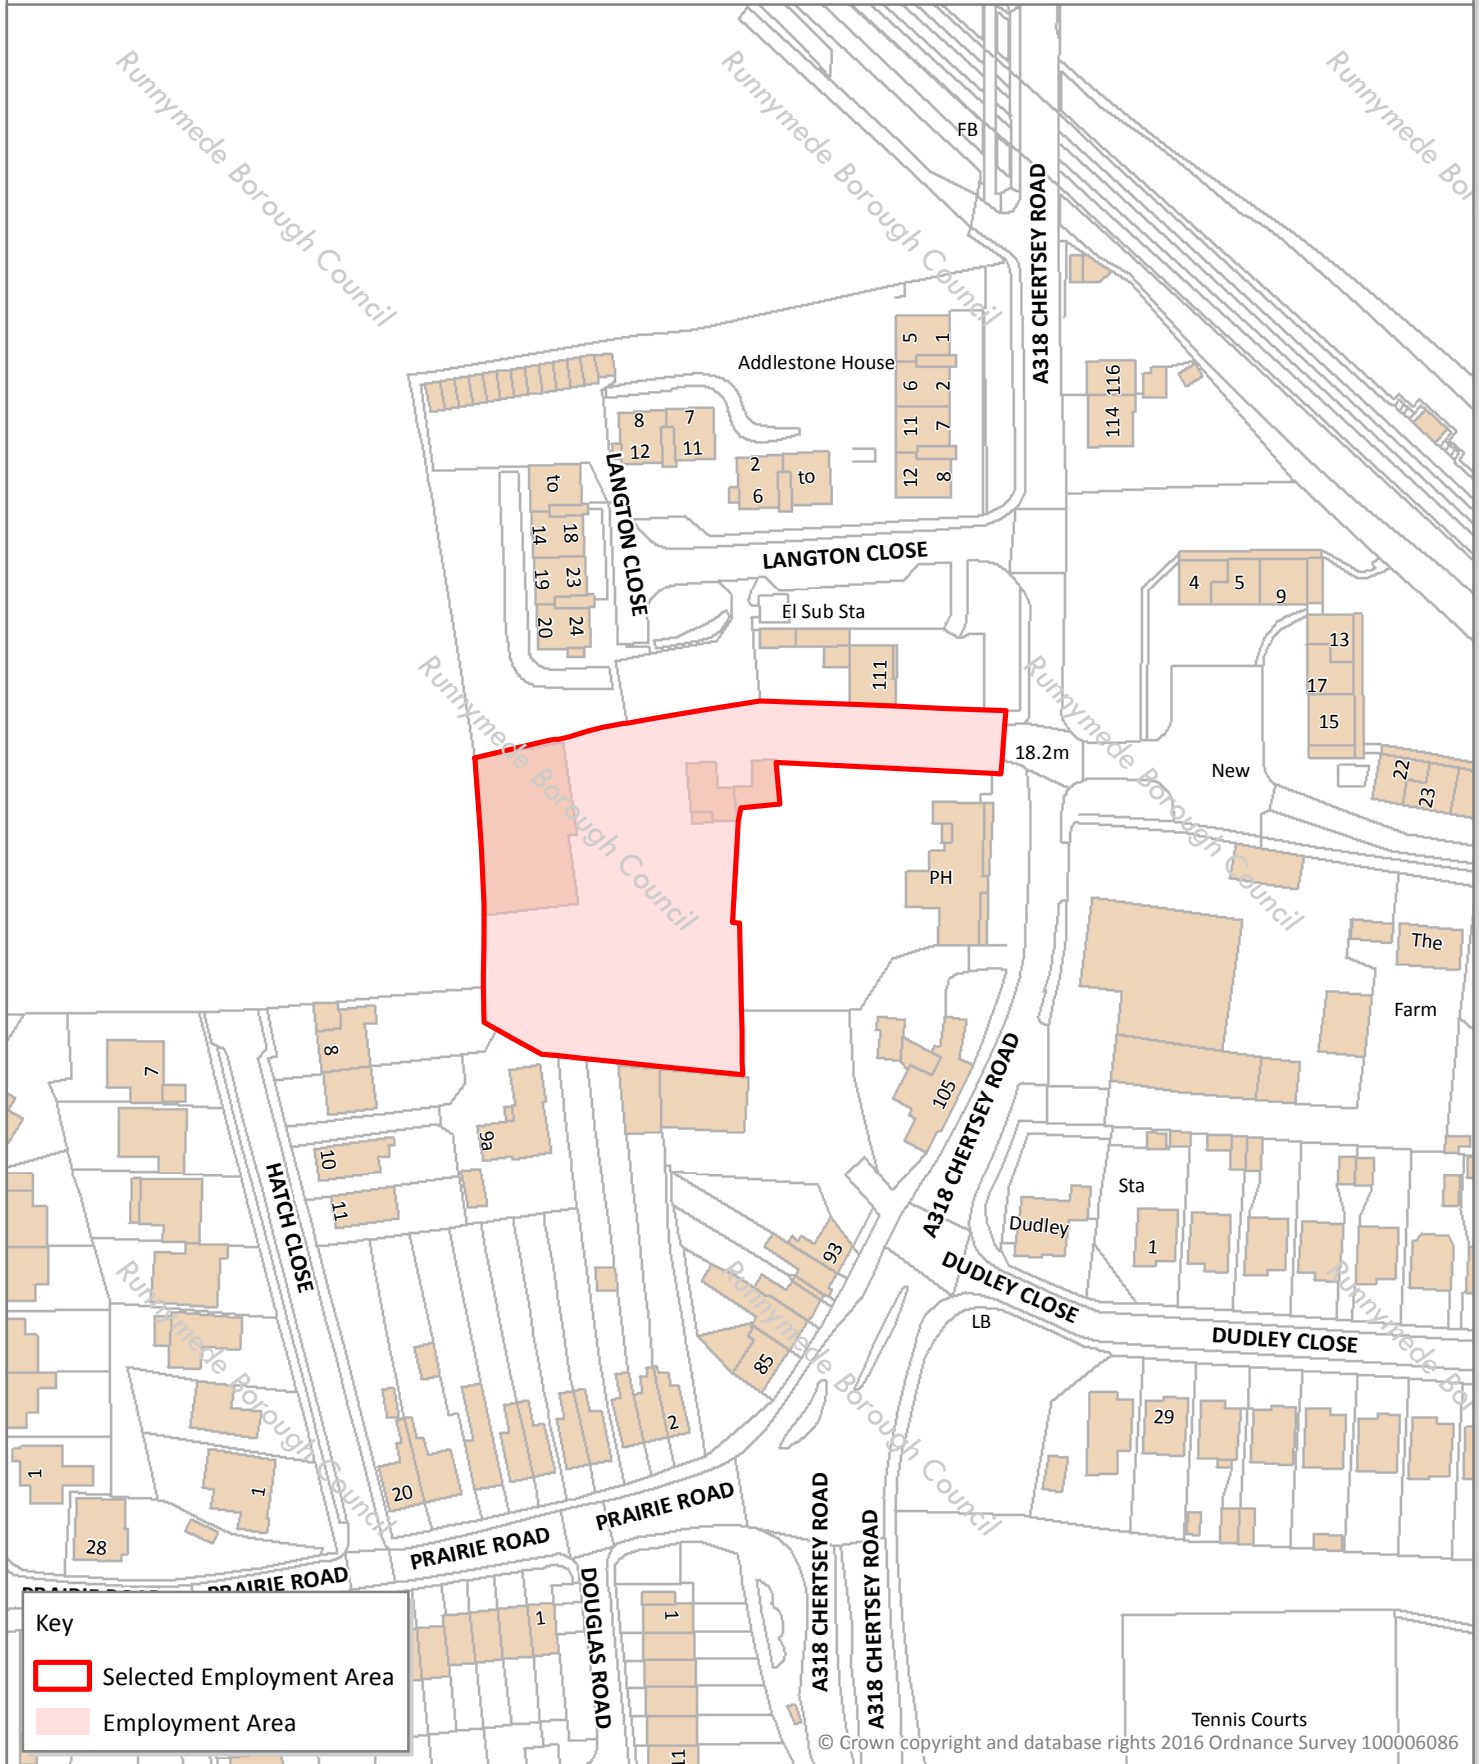 Runnymede Borough Council
Runnymede Borough Council
Runnymede Bor
FB
A318 CHERTSEY ROAD
Addlestone House
5 1
6 2
11 7
12 8
116
114
8 7
12 11
2 to
6
to
14 18
19 23
20 24
LANGTON CLOSE
LANGTON CLOSE
El Sub Sta
4 5 9
13
17
15
111
Runnymede Borough Council
Runnymede Borough Council
18.2m
New
22
23
PH
The
Farm
8
7
105
A318 CHERTSEY ROAD
9a
10
11
HATCH CLOSE
Sta
Dudley
1
93
DUDLEY CLOSE
LB
DUDLEY CLOSE
Runnymede Borough Council
Runnymede Borough Council
Runnymede Bor
85
29
2
20
1
1
28
PRAIRIE ROAD
PRAIRIE ROAD
PRAIRIE ROAD
PRAIRIE ROAD
DOUGLAS ROAD
A318 CHERTSEY ROAD
A318 CHERTSEY ROAD
1
1
11
Key
Selected Employment Area
Employment Area
Tennis Courts
© Crown copyright and database rights 2016 Ordnance Survey 100006086